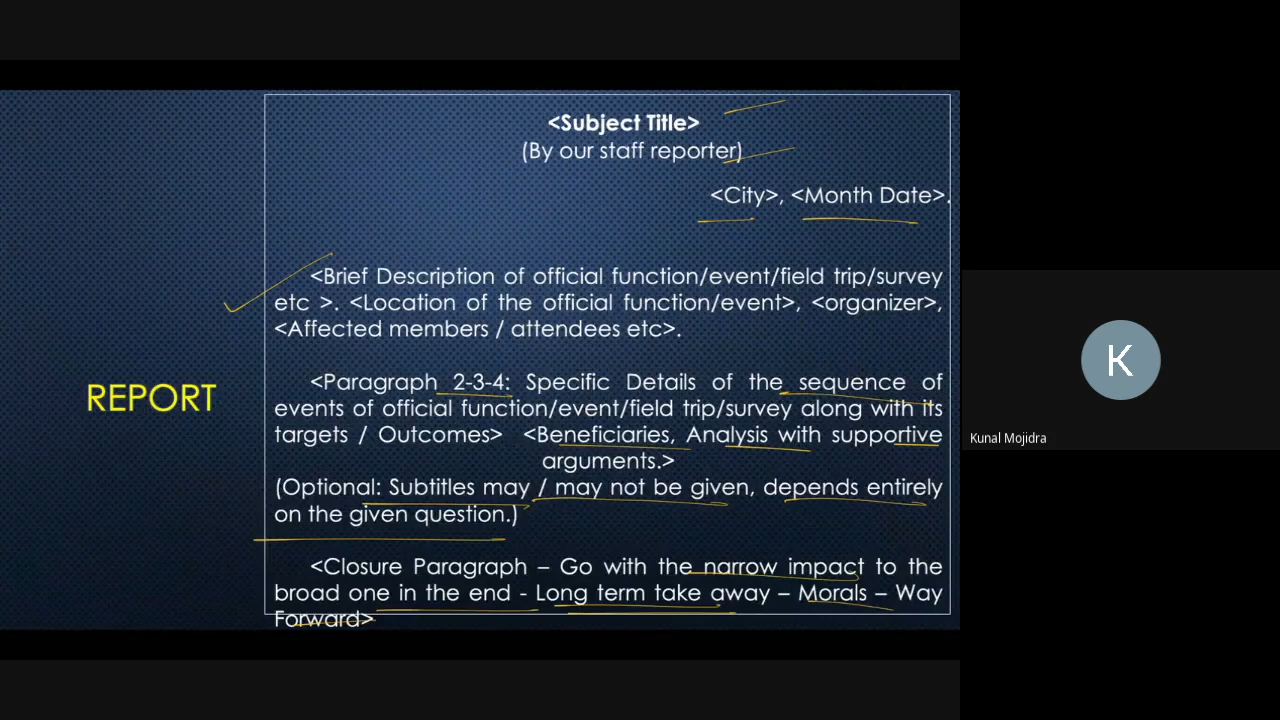 <Subject Title>
(By our staff reporter)
<City>, <Month Date>.
<Brief Description of official function/event/field trip/survey
etc >. <Location of the official function/event>, <organizer>,
<Affected members / attendees etc>.
REPORT
<Paragraph 2-3-4: Specific Details of the sequence of
events of official function/event/field trip/survey along with its
targets / Outcomes> <Beneficiaries, Analysis with supportive
arguments.>
(Optional: Subtitles may / may not be given, depends entirely
on the given question.)
<Closure Paragraph – Go with the narrow impact to the
broad one in the end - Long term take away – Morals – Way
Forward>
K
Kunal Mojidra